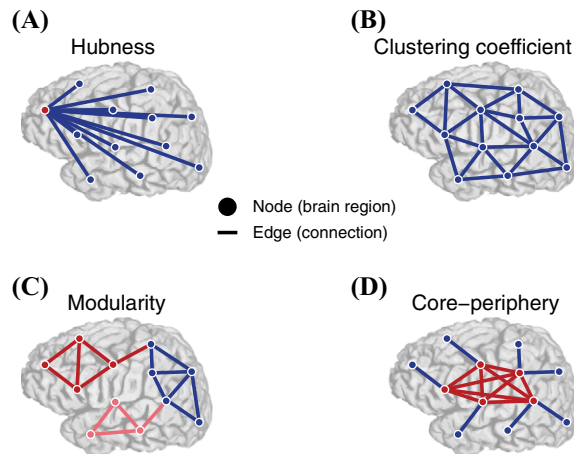 (A)
Hubness
(B)
Clustering coefficient
Node (brain region)
Edge (connection)
(C)
Modularity
(D)
Core–periphery